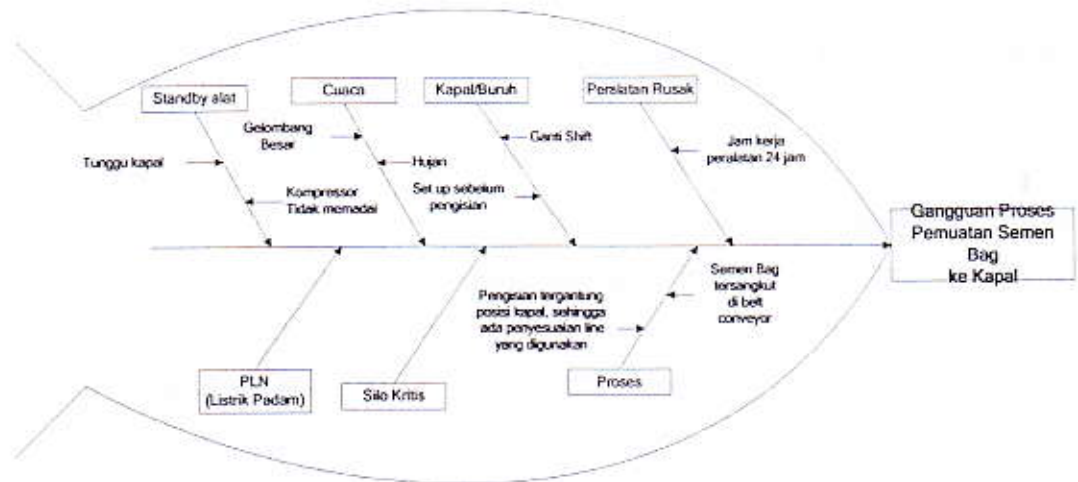 Standby alat
Cuaca
Kapal/Buruh
Peralatan Rusak
Gelombang
Besar
Ganti Shift
Jam kerja
peralatan 24 jam
Tunggu kapal
Hujan
Kompressor
Tidak memadai
Set up sebelum
pengisian
Gangguan Proses
Pemuatan Semen
Bag
ke Kapal
Pengisian tergantung
posisi kapal, sehingga
ada penyesuaian line
yang digunakan
Semen Bag
tersangkut
di belt
conveyor
PLN
(Listrik Padam)
Silo Kritis
Proses